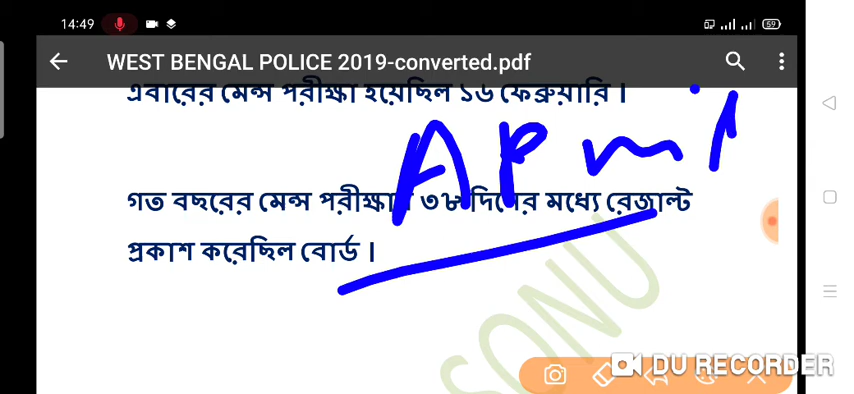 14:49
59
WEST BENGAL POLICE 2019-converted.pdf
এবারের মেন্স পরীক্ষা হয়েছিল ১৬ ফেব্রুয়ারি ।
গত বছরের মেন্স পরীক্ষার ৩৮ দিনের মধ্যে রেজাল্ট
প্রকাশ করেছিল বোর্ড ।
SONU
DU RECORDER